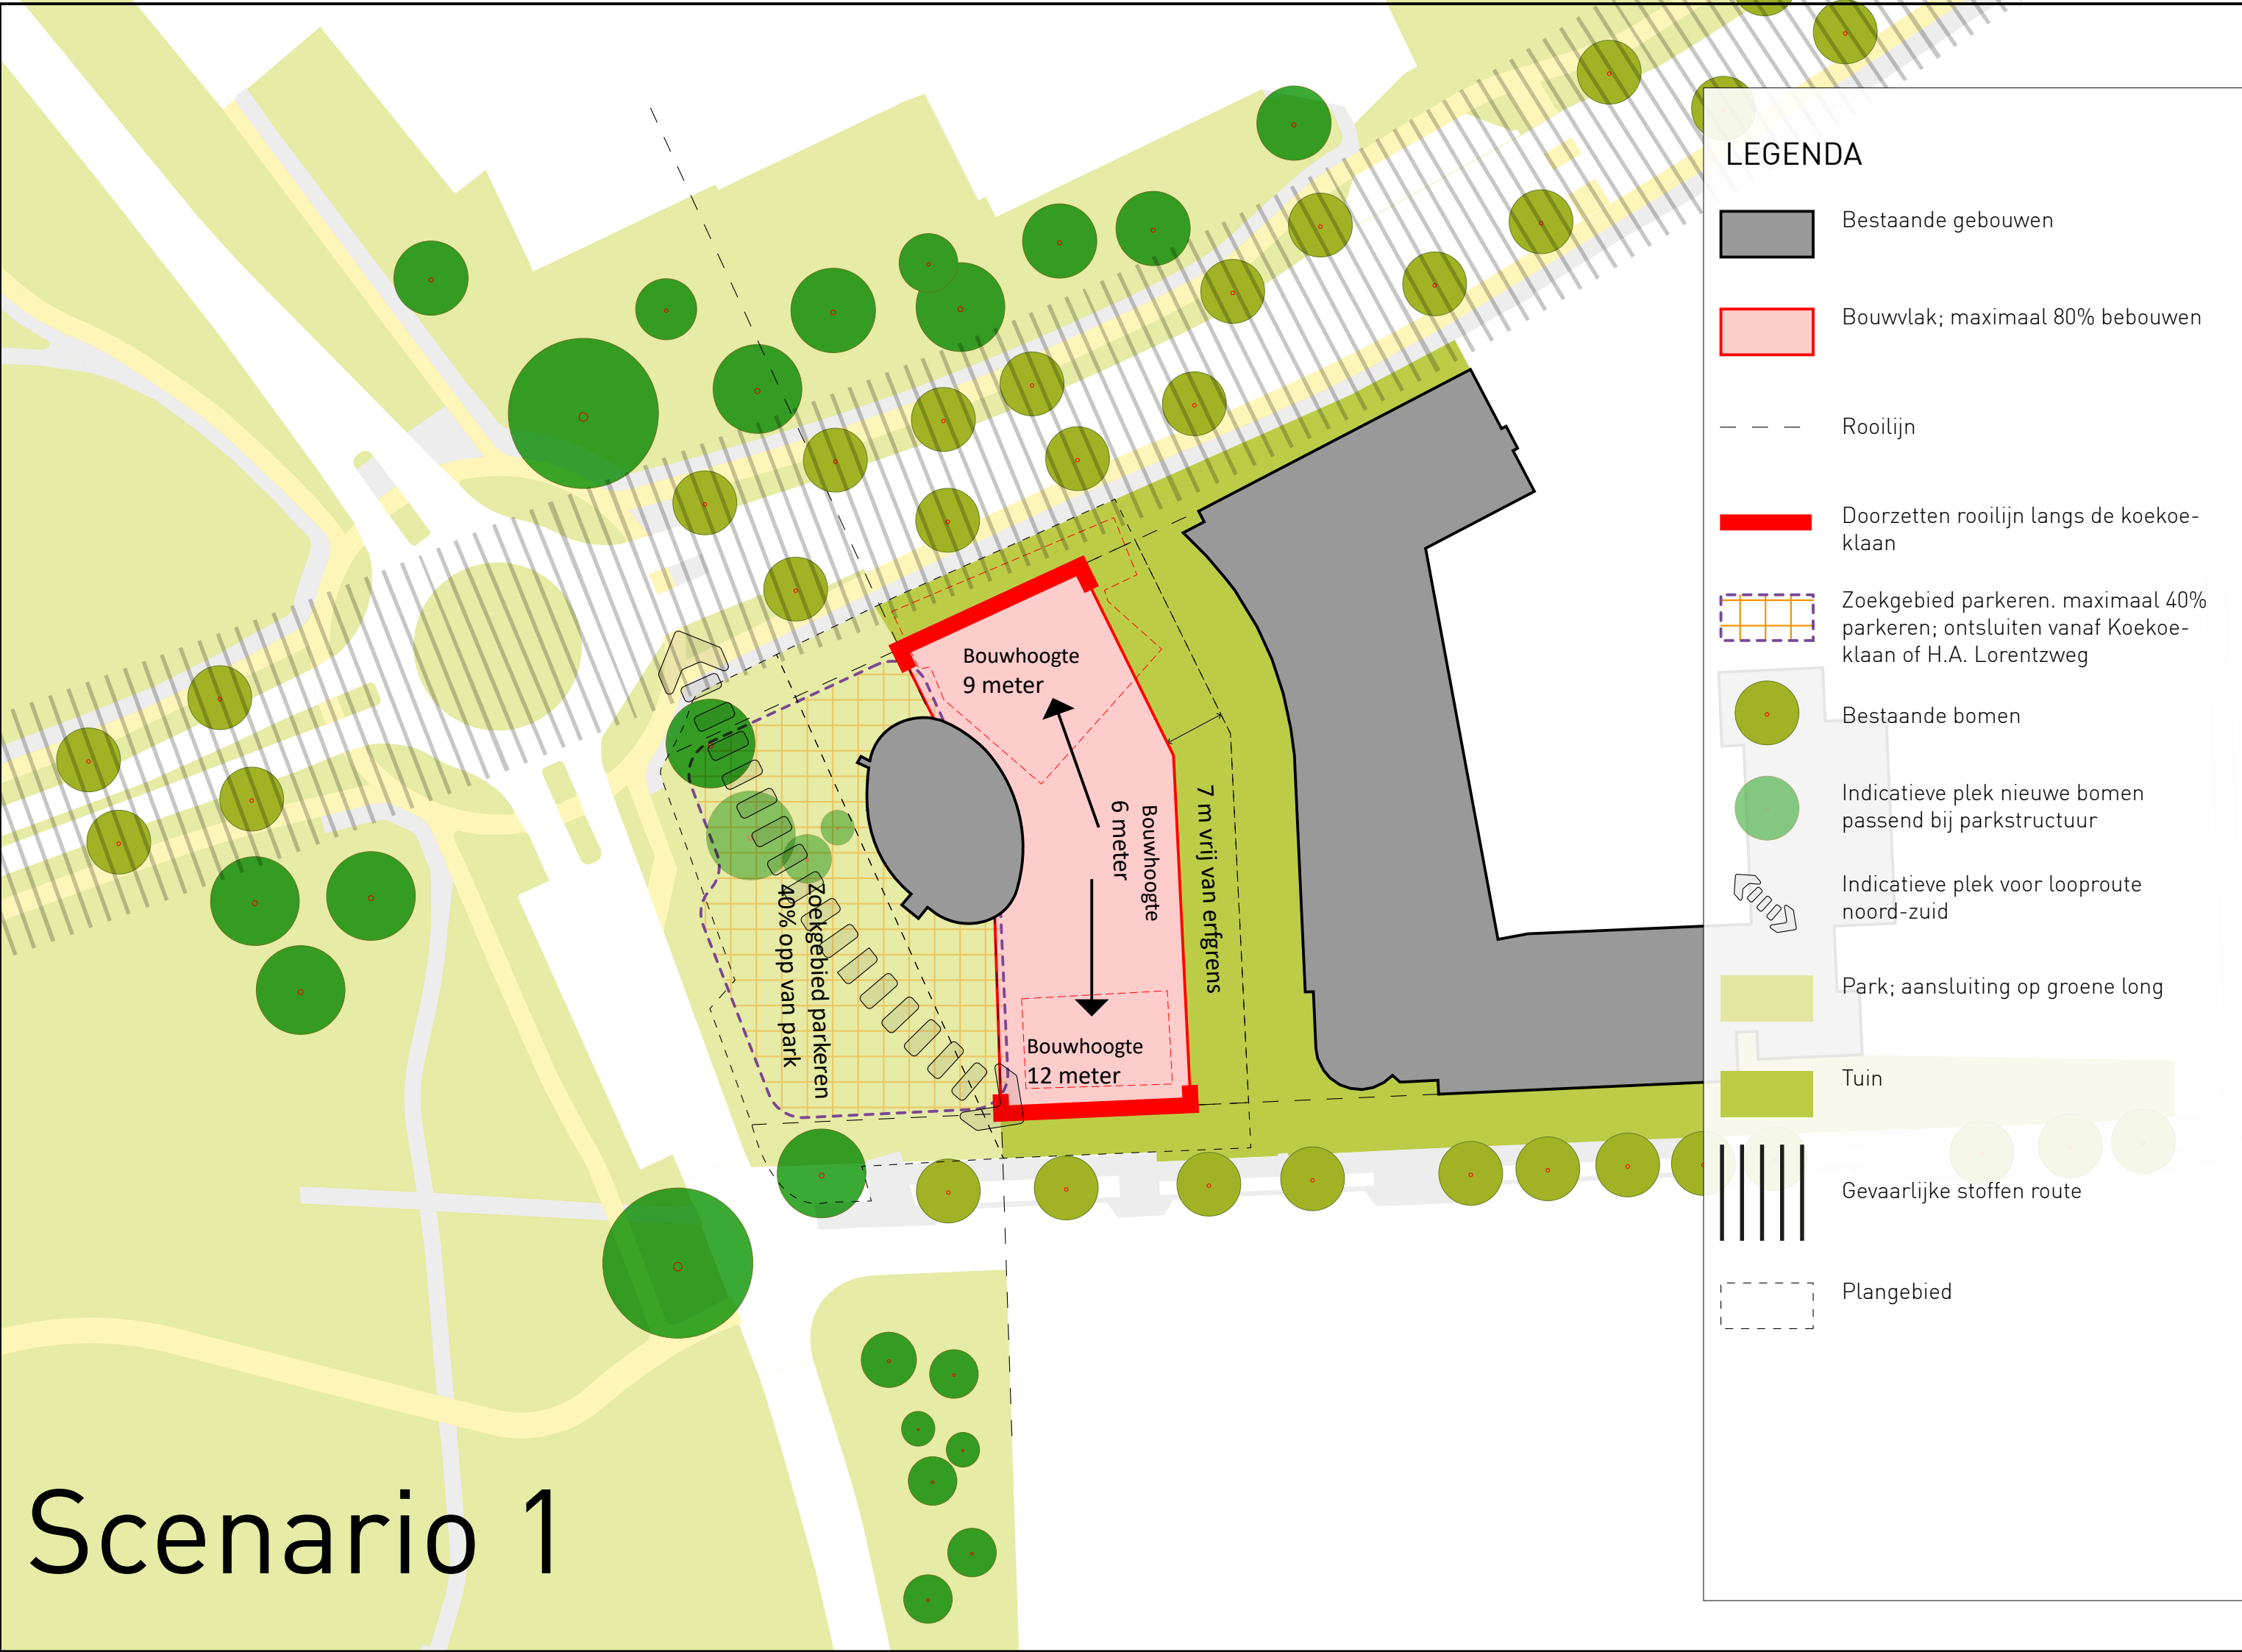 LEGENDA
Bestaande gebouwen
Bouwvlak; maximaal 80% bebouwen
Rooilijn
Doorzetten rooilijn langs de koekoe-
klaan
Zoekgebied parkeren. maximaal 40%
parkeren; ontsluiten vanaf Koekoe-
klaan of H.A. Lorentzweg
Bestaande bomen
Indicatieve plek nieuwe bomen
passend bij parkstructuur
Indicatieve plek voor looproute
noord-zuid
Park; aansluiting op groene long
Tuin
Gevaarlijke stoffen route
Plangebied
Bouwhoogte
9 meter
Bouwhoogte
6 meter
7 m vrij van erfgrens
Zoekgebied parkeren
40% opp van park
Bouwhoogte
12 meter
Scenario 1